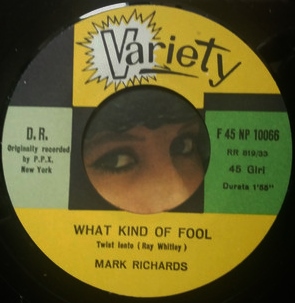 Variety
D. R.
Originally recorded
by P.P.X.
New York
F 45 NP 10066
RR 819/33
45 Giri
Durata 1'55"
WHAT KIND OF FOOL
Twist lento ( Ray Whitley )
MARK RICHARDS